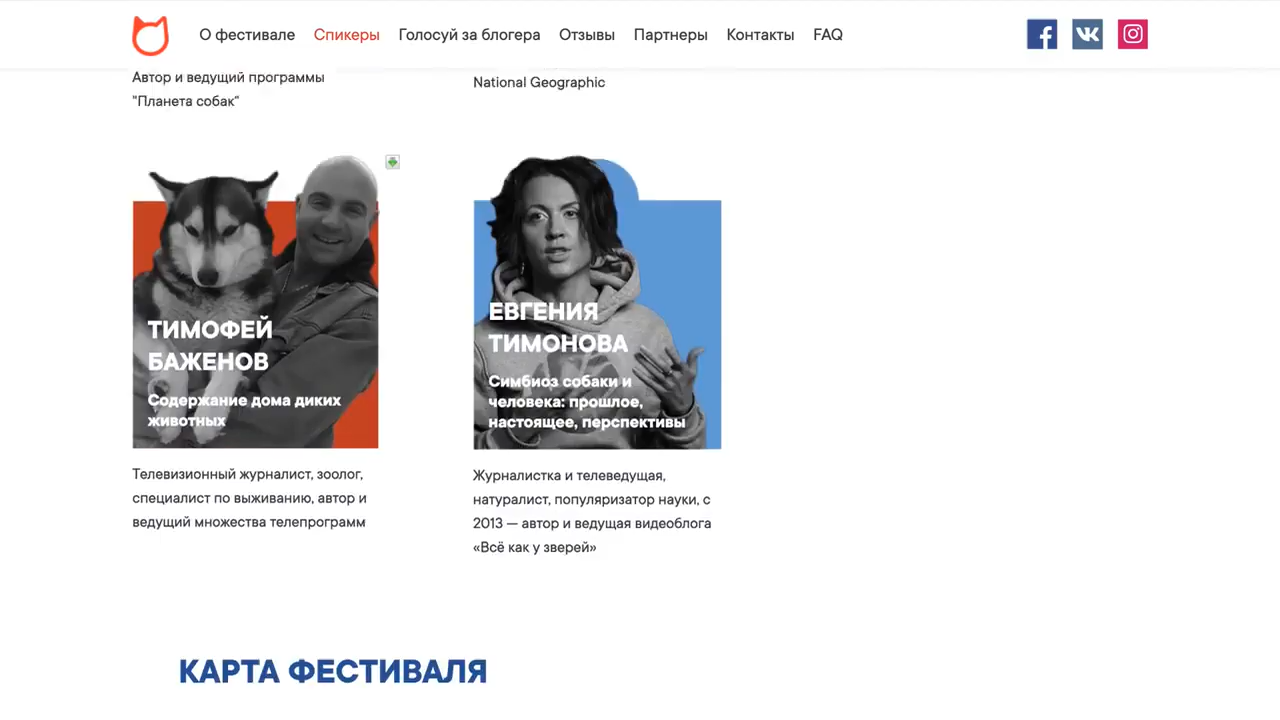 О фестивале Спикеры Голосуй за блогера Отзывы Партнеры Контакты FAQ
Автор и ведущий программы
"Планета собак"
National Geographic
ТИМОФЕЙ
БАЖЕНОВ
Содержание дома диких
животных
Телевизионный журналист, зоолог,
специалист по выживанию, автор и
ведущий множества телепрограмм
ЕВГЕНИЯ
ТИМОНОВА
Симбиоз собаки и
человека: прошлое,
настоящее, перспективы
Журналистка и телеведущая,
натуралист, популяризатор науки, с
2013 — автор и ведущая видеоблога
«Всё как у зверей»
КАРТА ФЕСТИВАЛЯ